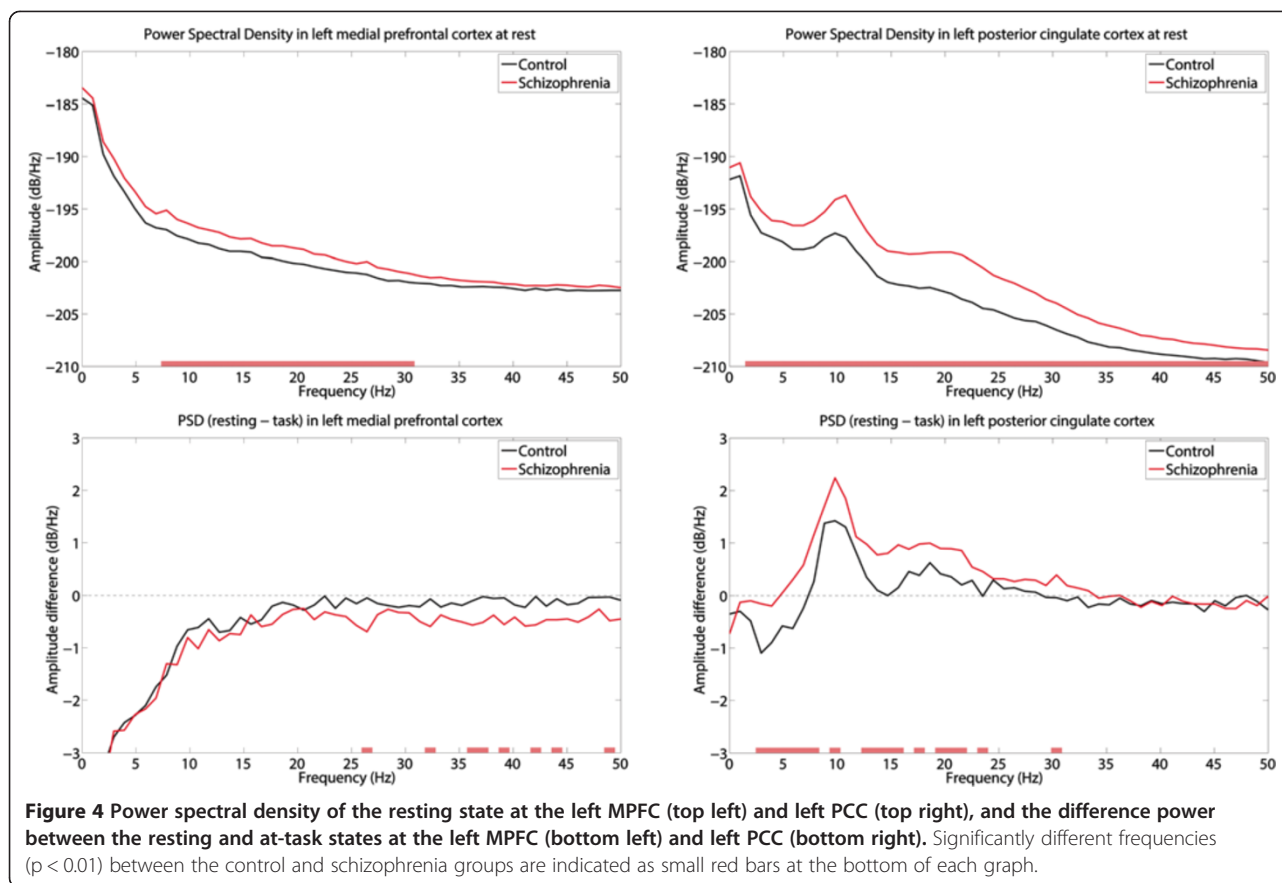 Power Spectral Density in left medial prefrontal cortex at rest
−180
−185
−190
−195
−200
−205
−210
Amplitude (dB/Hz)
Control
Schizophrenia
0 5 10 15 20 25 30 35 40 45 50
Frequency (Hz)
Power Spectral Density in left posterior cingulate cortex at rest
−180
−185
−190
−195
−200
−205
−210
Amplitude (dB/Hz)
Control
Schizophrenia
0 5 10 15 20 25 30 35 40 45 50
Frequency (Hz)
PSD (resting − task) in left medial prefrontal cortex
3
2
1
0
−1
−2
−3
Amplitude difference (dB/Hz)
Control
Schizophrenia
0 5 10 15 20 25 30 35 40 45 50
Frequency (Hz)
PSD (resting − task) in left posterior cingulate cortex
3
2
1
0
−1
−2
−3
Amplitude difference (dB/Hz)
Control
Schizophrenia
0 5 10 15 20 25 30 35 40 45 50
Frequency (Hz)
Figure 4 Power spectral density of the resting state at the left MPFC (top left) and left PCC (top right), and the difference power
between the resting and at-task states at the left MPFC (bottom left) and left PCC (bottom right). Significantly different frequencies
(p < 0.01) between the control and schizophrenia groups are indicated as small red bars at the bottom of each graph.